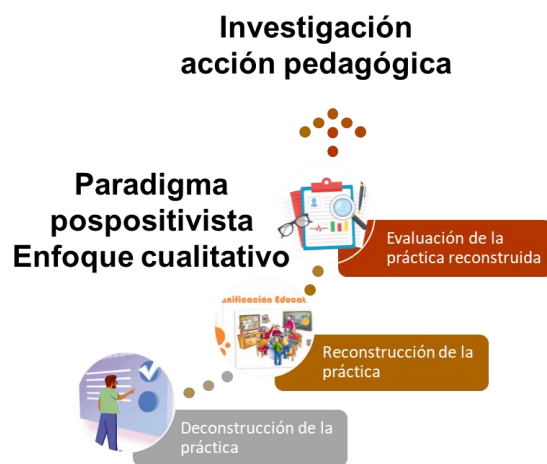 Investigación
acción pedagógica
Paradigma
pospositivista
Enfoque cualitativo
Evaluación de la
práctica reconstruida
Reconstrucción de la
práctica
Deconstrucción de la
práctica